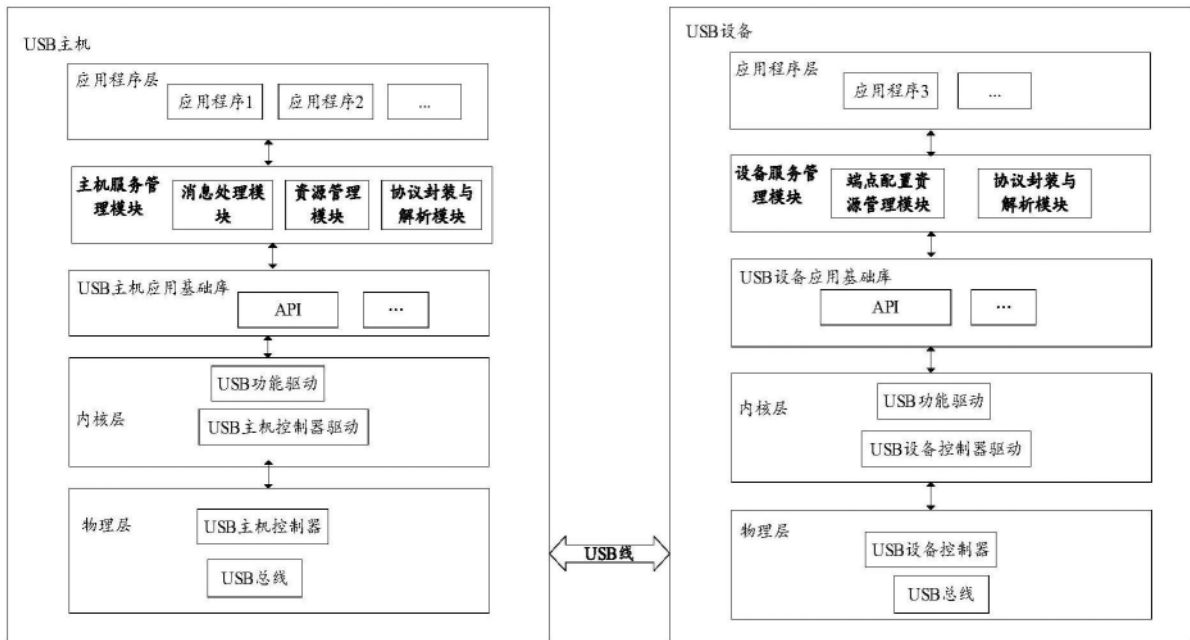 USB主机
应用程序层
应用程序1
应用程序2
...
主机服务管
理模块
消息处理模
块
资源管理
模块
协议封装与
解析模块
USB主机应用基础库
API
...
内核层
USB功能驱动
USB主机控制器驱动
物理层
USB主机控制器
USB总线
USB线
USB设备
应用程序层
应用程序3
...
设备服务管
理模块
端点配置资
源管理模块
协议封装与
解析模块
USB设备应用基础库
API
...
内核层
USB功能驱动
USB设备控制器驱动
物理层
USB设备控制器
USB总线